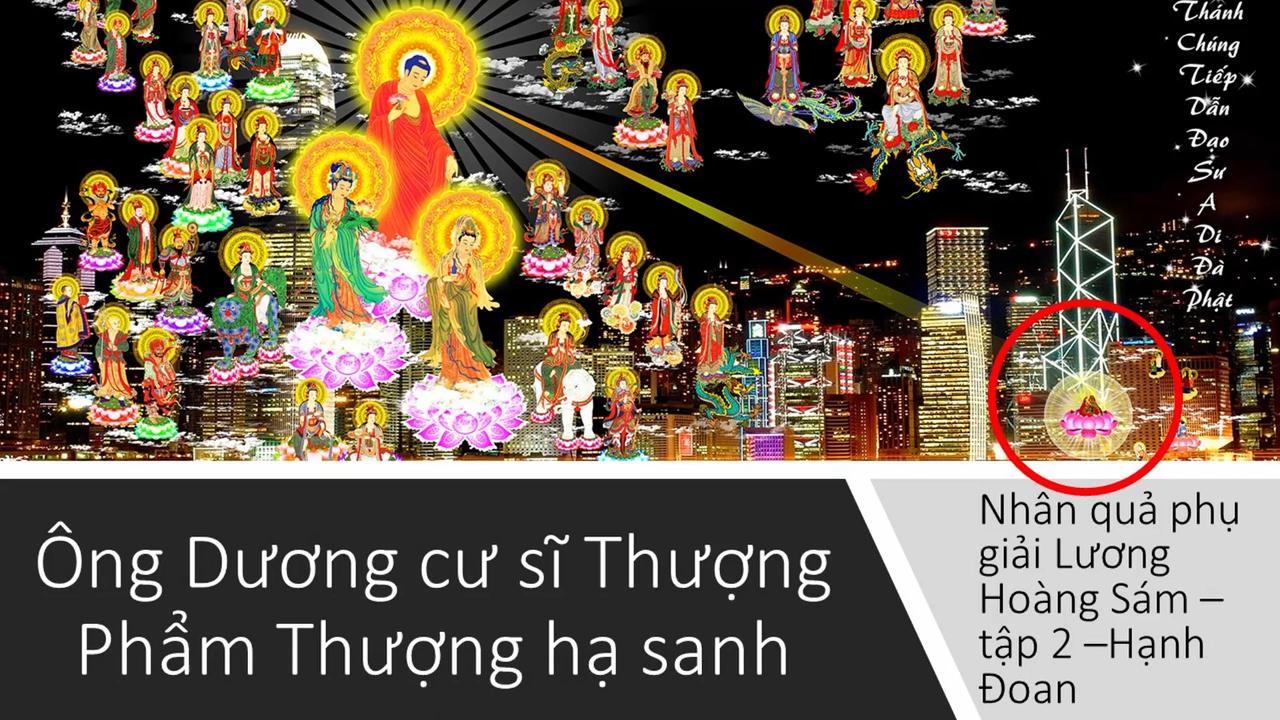 Thánh
Chúng
Tiếp
Dẫn
Đạo
Sư
A
Di
Đà
Phật
Ông Dương cư sĩ Thượng
Phẩm Thượng hạ sanh
Nhân quả phụ
giải Lương
Hoàng Sám –
tập 2 –Hạnh
Đoan